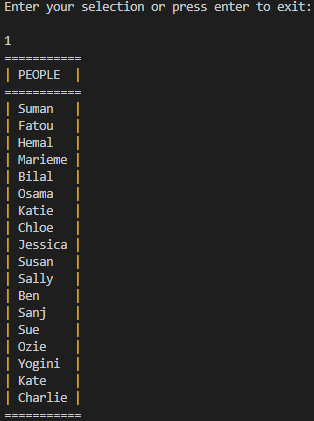 Enter your selection or press enter to exit:
1
===========
| PEOPLE  |
===========
| Suman   |
| Fatou   |
| Hemal   |
| Marieme |
| Bilal   |
| Osama   |
| Katie   |
| Chloe   |
| Jessica |
| Susan   |
| Sally   |
| Ben     |
| Sanj    |
| Sue     |
| Ozie    |
| Yogini  |
| Kate    |
| Charlie |
===========